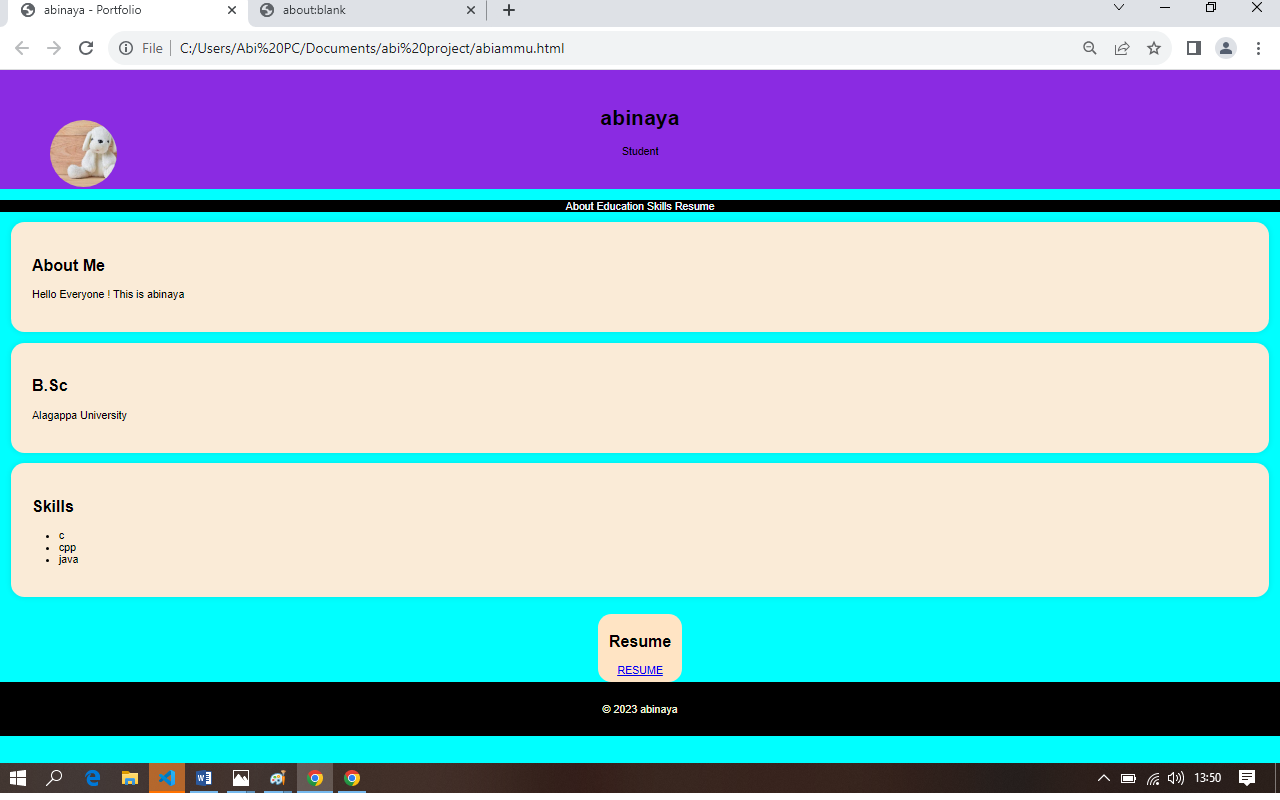 abinaya - Portfolio
about:blank
File
C:/Users/Abi%20PC/Documents/abi%20project/abiammu.html
abinaya
Student
About Education Skills Resume
About Me
Hello Everyone ! This is abinaya
B.Sc
Alagappa University
Skills
c
cpp
java
Resume
RESUME
© 2023 abinaya
13:50